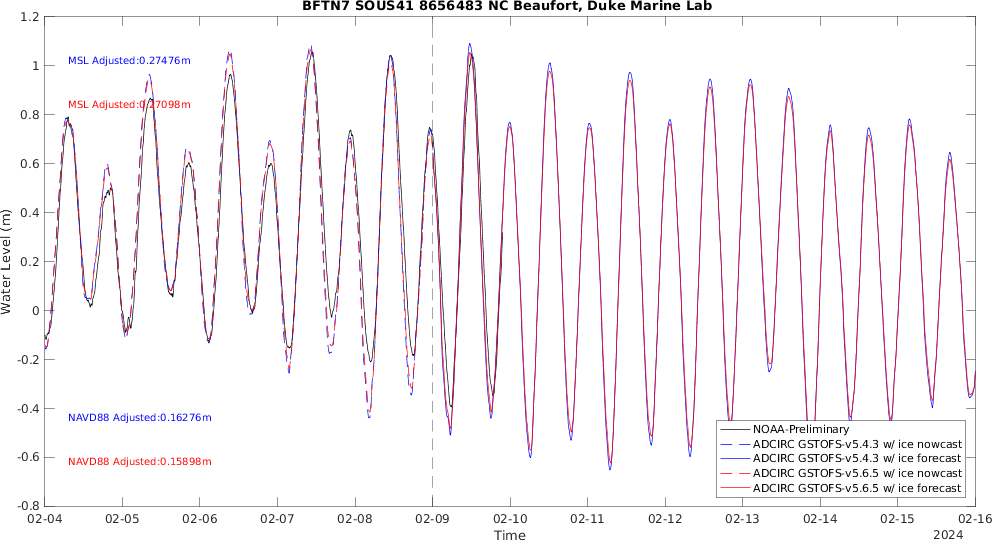 BFTN7 SOUS41 8656483 NC Beaufort, Duke Marine Lab
1.2
1
0.8
0.6
0.4
0.2
0
-0.2
-0.4
-0.6
-0.8
Water Level (m)
MSL Adjusted:0.27476m
MSL Adjusted:0.27098m
NAVD88 Adjusted:0.16276m
NAVD88 Adjusted:0.15898m
NOAA-Preliminary
ADCIRC GSTOFS-v5.4.3 w/ ice nowcast
ADCIRC GSTOFS-v5.4.3 w/ ice forecast
ADCIRC GSTOFS-v5.6.5 w/ ice nowcast
ADCIRC GSTOFS-v5.6.5 w/ ice forecast
02-04 02-05 02-06 02-07 02-08 02-09 02-10 02-11 02-12 02-13 02-14 02-15 02-16
Time
2024